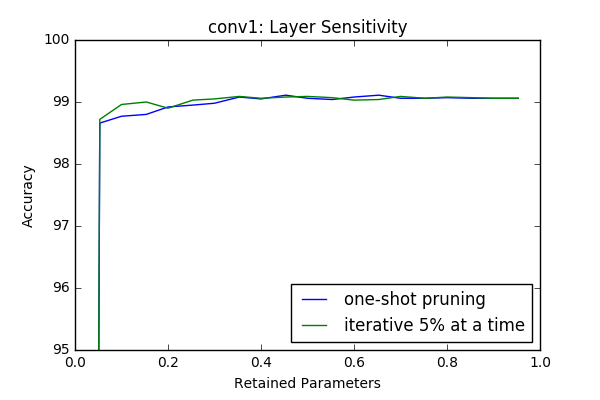 conv1: Layer Sensitivity
100
99
98
97
96
95
Accuracy
one-shot pruning
iterative 5% at a time
0.0 0.2 0.4 0.6 0.8 1.0
Retained Parameters